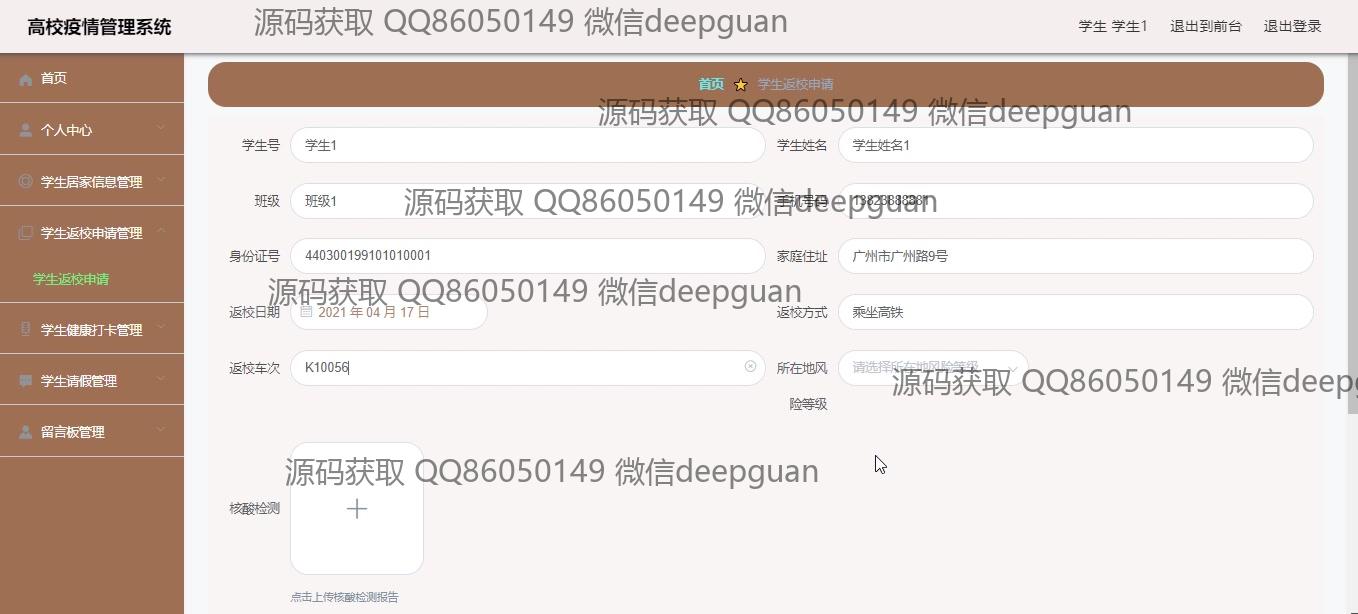 高校疫情管理系统
源码获取 QQ86050149 微信deepguan
学生 学生1 退出到前台 退出登录
首页
个人中心
学生居家信息管理
学生返校申请管理
学生返校申请
学生健康打卡管理
学生请假管理
留言板管理
首页 学生返校申请
源码获取 QQ86050149 微信deepguan
学生号 学生1 学生姓名 学生姓名1
班级 班级1 手机号码 13823888881
源码获取 QQ86050149 微信deepguan
身份证号 440300199101010001 家庭住址 广州市广州路9号
源码获取 QQ86050149 微信deepguan
返校日期 2021 年 04 月 17 日 返校方式 乘坐高铁
返校车次 K10056 所在地风 请选择所在地风险等级
险等级
源码获取 QQ86050149 微信deepg
源码获取 QQ86050149 微信deepguan
核酸检测
点击上传核酸检测报告